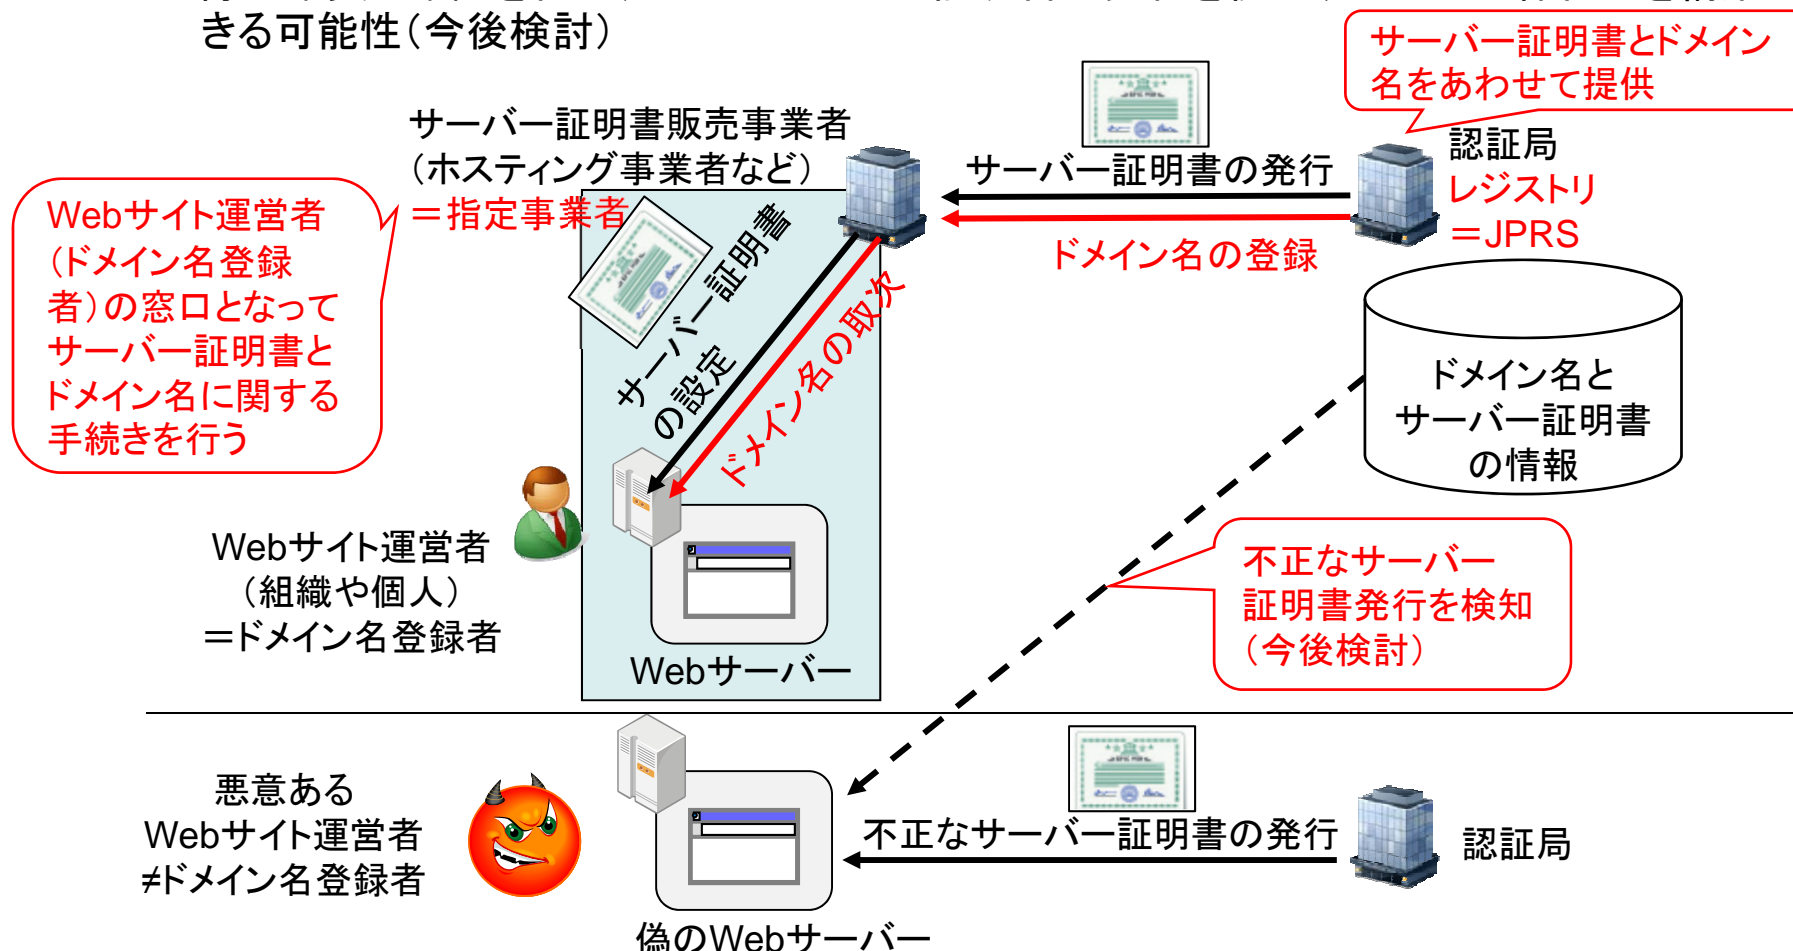 きる可能性（今後検討）
サーバー証明書とドメイン
名をあわせて提供
サーバー証明書販売事業者
（ホスティング事業者など）
＝指定事業者
サーバー証明書の発行
ドメイン名の登録
認証局
レジストリ
＝JPRS
Webサイト運営者
（ドメイン名登録
者）の窓口となって
サーバー証明書と
ドメイン名に関する
手続きを行う
サーバー証明書
の設定
ドメイン名の取次
ドメイン名と
サーバー証明書
の情報
Webサイト運営者
（組織や個人）
＝ドメイン名登録者
Webサーバー
不正なサーバー
証明書発行を検知
（今後検討）
悪意ある
Webサイト運営者
≠ドメイン名登録者
不正なサーバー証明書の発行
認証局
偽のWebサーバー